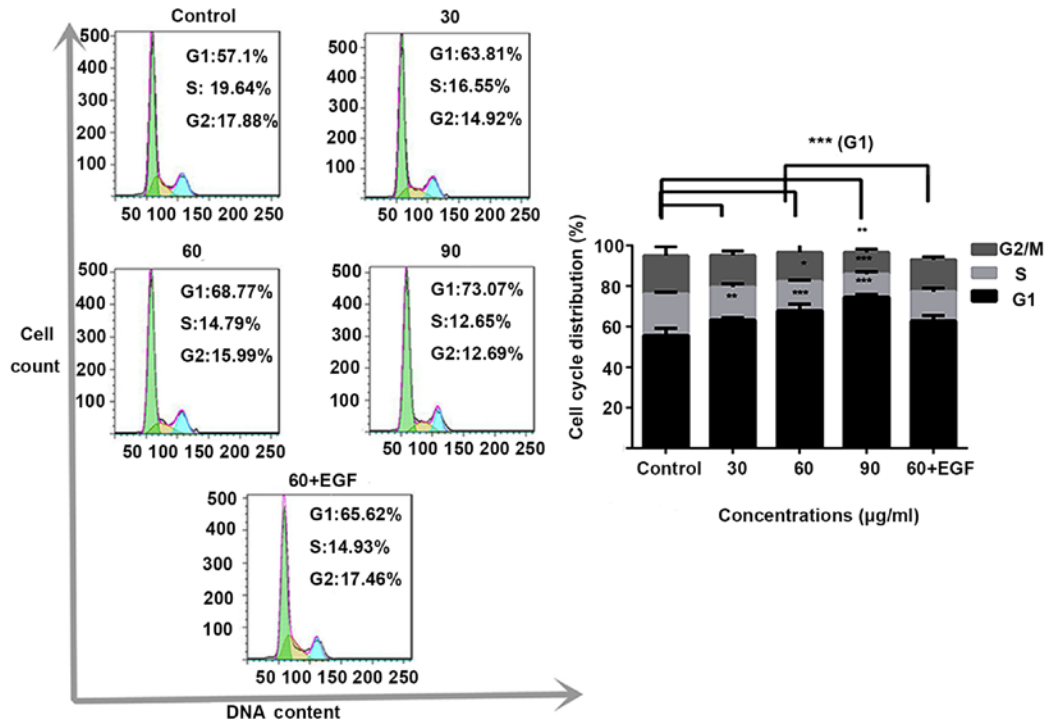 Control
500
400
300
200
100
G1:57.1%
S: 19.64%
G2:17.88%
50 100 150 200 250
30
500
400
300
200
100
G1:63.81%
S:16.55%
G2:14.92%
50 100 150 200 250
60
500
400
300
200
100
G1:68.77%
S:14.79%
G2:15.99%
50 100 150 200 250
90
500
400
300
200
100
G1:73.07%
S:12.65%
G2:12.69%
50 100 150 200 250
60+EGF
500
400
300
200
100
G1:65.62%
S:14.93%
G2:17.46%
50 100 150 200 250
Cell
count
DNA content
*** (G1)
**
* ***
** *** ***
Cell cycle distribution (%)
100
80
60
40
20
G2/M
S
G1
Control 30 60 90 60+EGF
Concentrations (μg/ml)